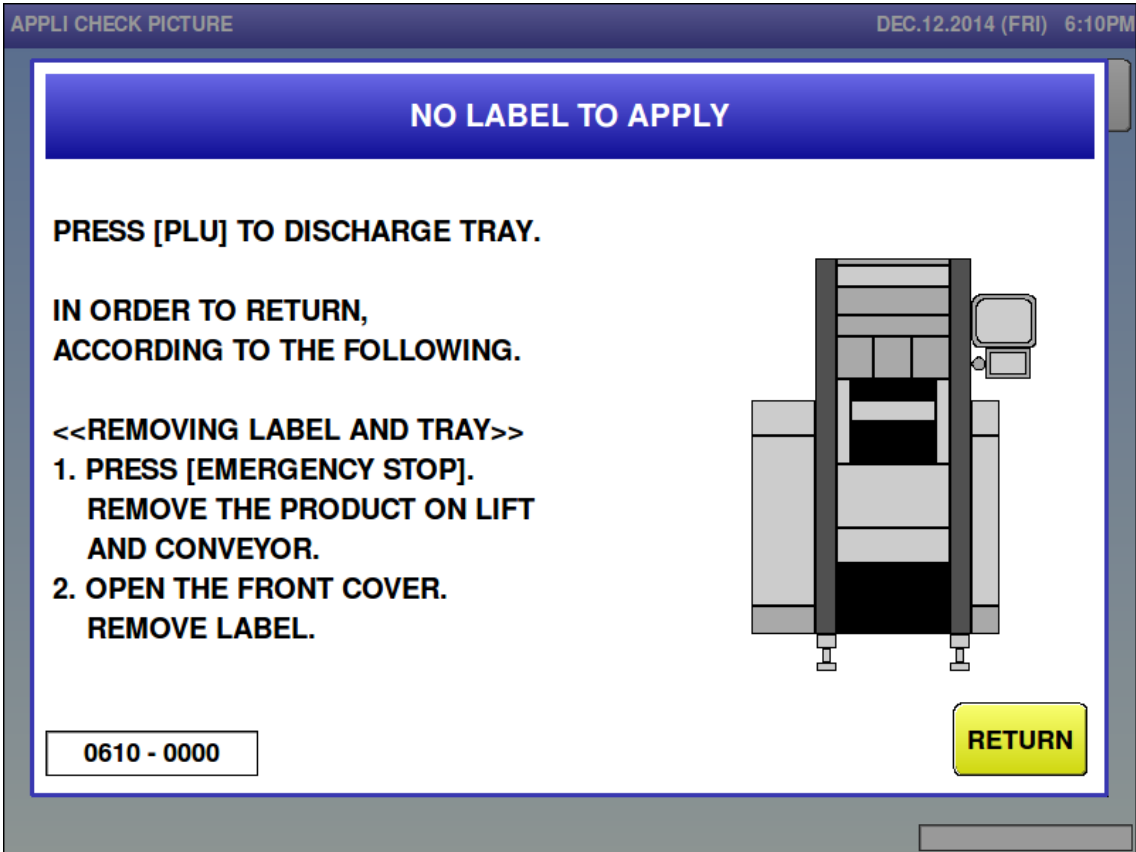 APPLI CHECK PICTURE DEC.12.2014 (FRI) 6:10PM
NO LABEL TO APPLY
PRESS [PLU] TO DISCHARGE TRAY.
IN ORDER TO RETURN,
ACCORDING TO THE FOLLOWING.
<<REMOVING LABEL AND TRAY>>
1. PRESS [EMERGENCY STOP].
REMOVE THE PRODUCT ON LIFT
AND CONVEYOR.
2. OPEN THE FRONT COVER.
REMOVE LABEL.
0610 - 0000
RETURN